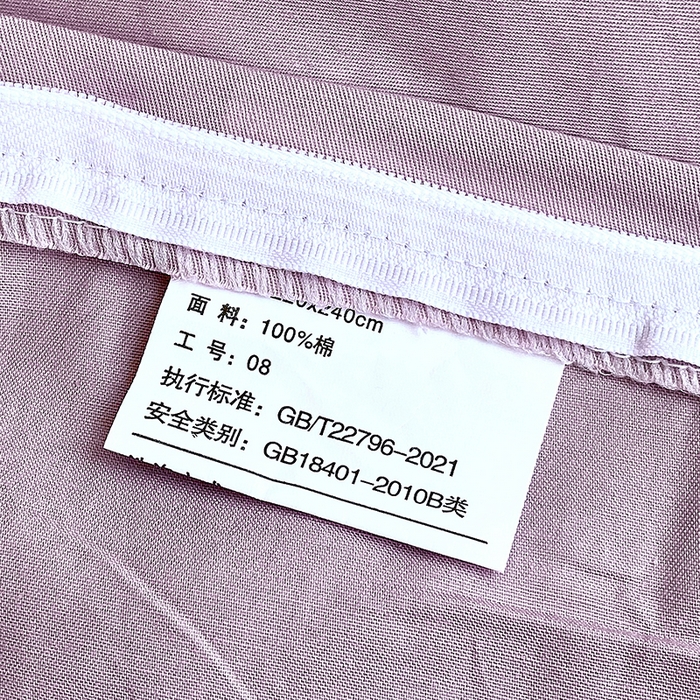 x240cm
面 料：100%棉
工 号：08
执行标准：GB/T22796-2021
安全类别：GB18401-2010B类